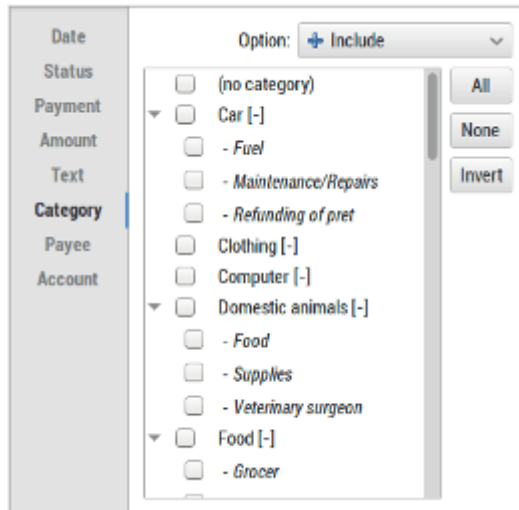 Date
Status
Payment
Amount
Text
Category
Payee
Account
Option: Include
(no category)
Car [-]
- Fuel
- Maintenance/Repairs
- Refunding of pret
Clothing [-]
Computer [-]
Domestic animals [-]
- Food
- Supplies
- Veterinary surgeon
Food [-]
- Grocer
All
None
Invert